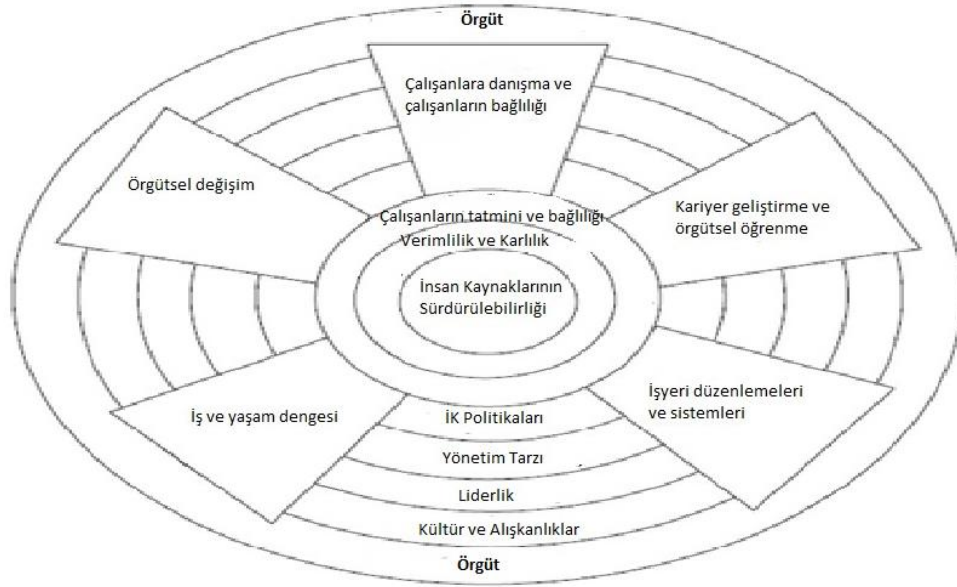 Örgüt
Çalışanlara danışma ve
çalışanların bağlılığı
Örgütsel değişim
Kariyer geliştirme ve
örgütsel öğrenme
Çalışanların tatmini ve bağlılığı
Verimlilik ve Karlılık
İnsan Kaynaklarının
Sürdürülebilirliği
İş ve yaşam dengesi
İşyeri düzenlemeleri
ve sistemleri
İK Politikaları
Yönetim Tarzı
Liderlik
Kültür ve Alışkanlıklar
Örgüt